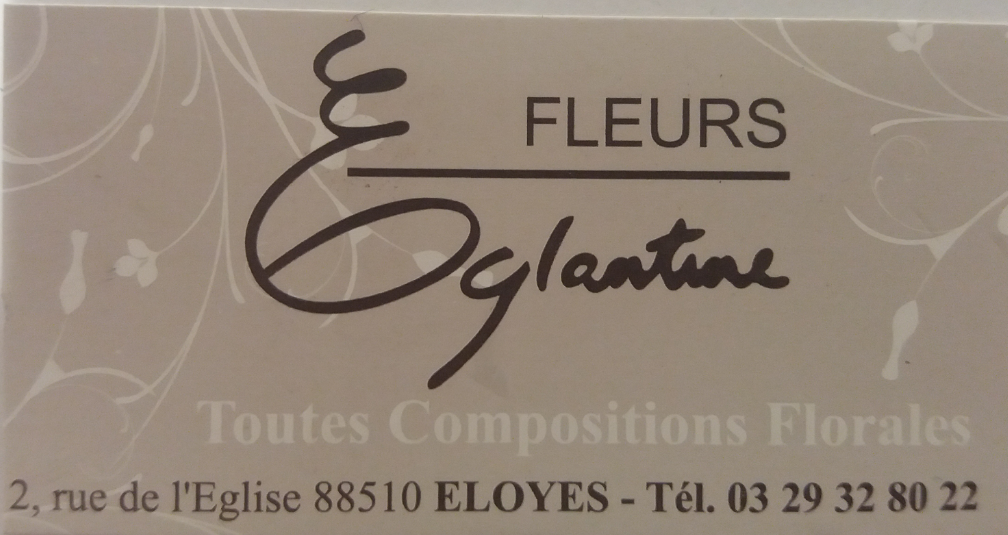 FLEURS
Eglantine
Toutes Compositions Florales
2, rue de l'Eglise 88510 ELOYES - Tél. 03 29 32 80 22